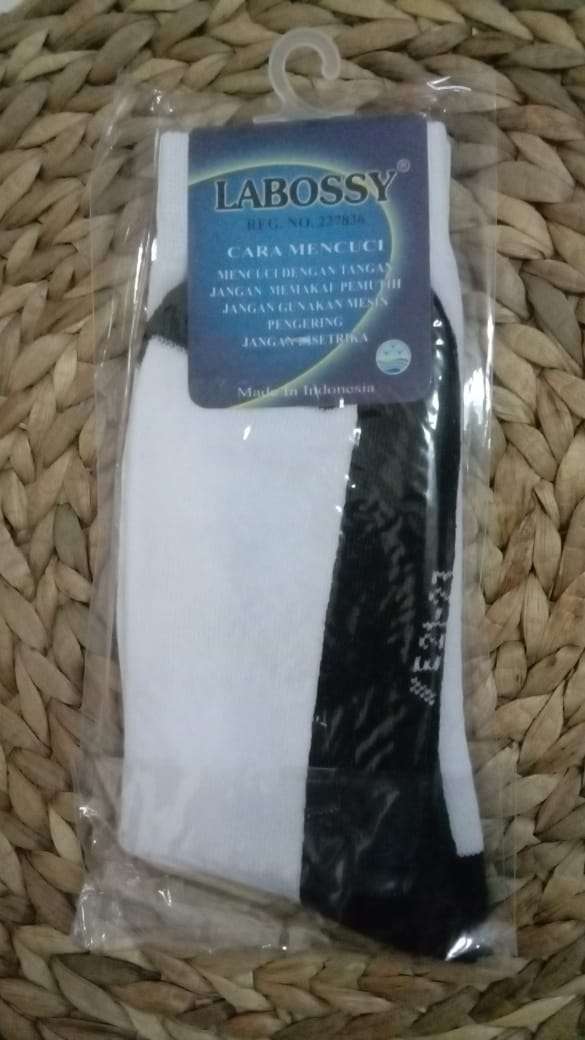 LABOSSY®
REG. NO. 227836
CARA MENCUCI
MENCUCI DENGAN TANGAN
JANGAN MEMAKAI PEMUTIH
JANGAN GUNAKAN MESIN
PENGERING
JANGAN DISETRIKA
Made in Indonesia